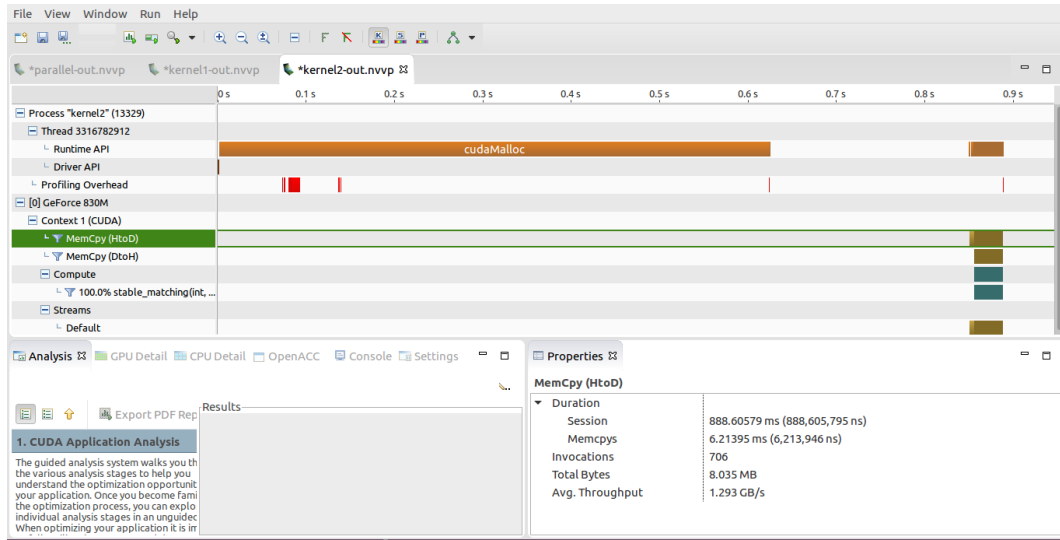 File View Window Run Help
*parallel-out.nvvp *kernel1-out.nvvp *kernel2-out.nvvp
0 s 0.1 s 0.2 s 0.3 s 0.4 s 0.5 s 0.6 s 0.7 s 0.8 s 0.9 s
Process "kernel2" (13329)
Thread 3316782912
Runtime API cudaMalloc
Driver API
Profiling Overhead
[0] GeForce 830M
Context 1 (CUDA)
MemCpy (HtoD)
MemCpy (DtoH)
Compute
100.0% stable_matching(int, ...
Streams
Default
Analysis GPU Detail CPU Detail OpenACC Console Settings
Export PDF Rep
Results
1. CUDA Application Analysis
The guided analysis system walks you th
the various analysis stages to help you
understand the optimization opportunit
your application. Once you become fami
the optimization process, you can explo
individual analysis stages in an unguided
When optimizing your application it is im
Properties
MemCpy (HtoD)
Duration
Session 888.60579 ms (888,605,795 ns)
Memcpys 6.21395 ms (6,213,946 ns)
Invocations 706
Total Bytes 8.035 MB
Avg. Throughput 1.293 GB/s